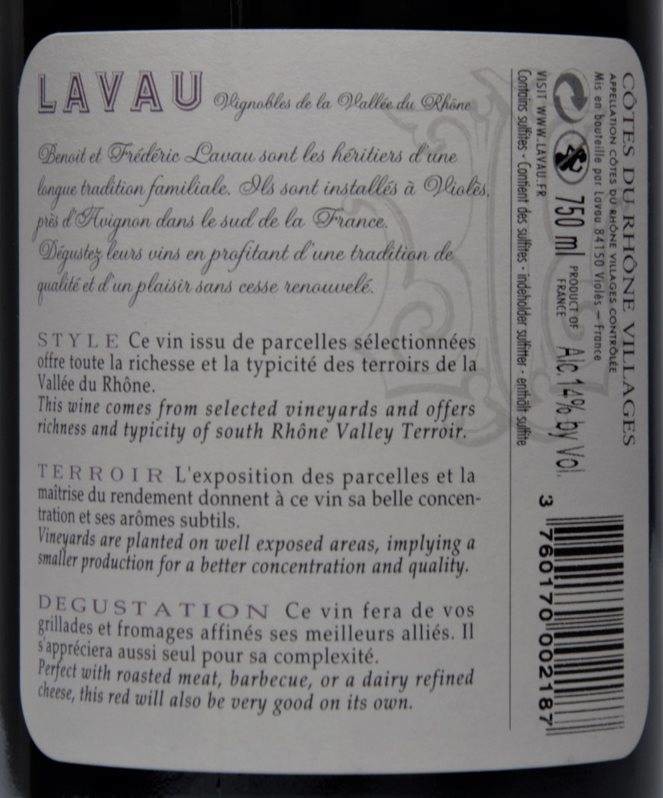 LAVAU Vignobles de la Vallée du Rhône
Benoit et Frédéric Lavau sont les héritiers d'une
longue tradition familiale. Ils sont installés à Violès,
près d'Avignon dans le sud de la France.
Dégustez leurs vins en profitant d'une tradition de
qualité et d'un plaisir sans cesse renouvelé.
STYLE Ce vin issu de parcelles sélectionnées
offre toute la richesse et la typicité des terroirs de la
Vallée du Rhône.
This wine comes from selected vineyards and offers
richness and typicity of south Rhône Valley Terroir.
TERROIR L'exposition des parcelles et la
maîtrise du rendement donnent à ce vin sa belle concen-
tration et ses arômes subtils.
Vineyards are planted on well exposed areas, implying a
smaller production for a better concentration and quality.
DEGUSTATION Ce vin fera de vos
grillades et fromages affinés ses meilleurs alliés. Il
s'appréciera aussi seul pour sa complexité.
Perfect with roasted meat, barbecue, or a dairy refined
cheese, this red will also be very good on its own.
CÔTES DU RHÔNE VILLAGES
APPELLATION CÔTES DU RHÔNE VILLAGES CONTRÔLÉE
Mis en bouteille par Lavau 84150 Violès – France
750 ml PRODUCT OF FRANCE Alc. 14% by Vol.
VISIT WWW.LAVAU.FR
Contains sulfites - Contient des sulfites - indeholder sulfitter - enthält sulfite
3 760170 002187